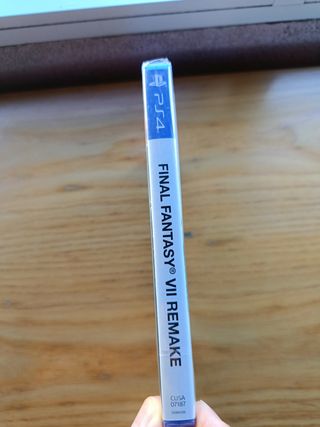 PS4
FINAL FANTASY® VII REMAKE
CUSA
07187